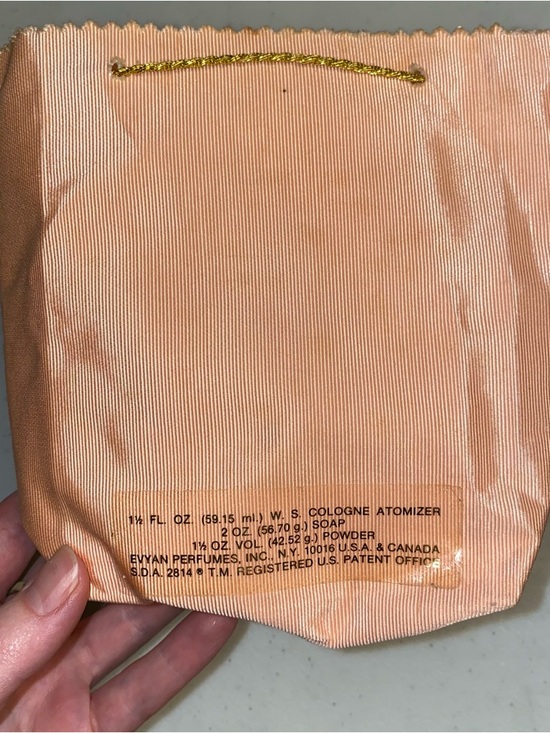 1½ FL. OZ. (59.15 ml.) W. S. COLOGNE ATOMIZER
2 OZ. (56.70 g.) SOAP
1½ OZ. VOL. (42.52 g.) POWDER
EVYAN PERFUMES, INC., N.Y. 10016 U.S.A. & CANADA
S.D.A. 2814 ® T.M. REGISTERED U.S. PATENT OFFICE